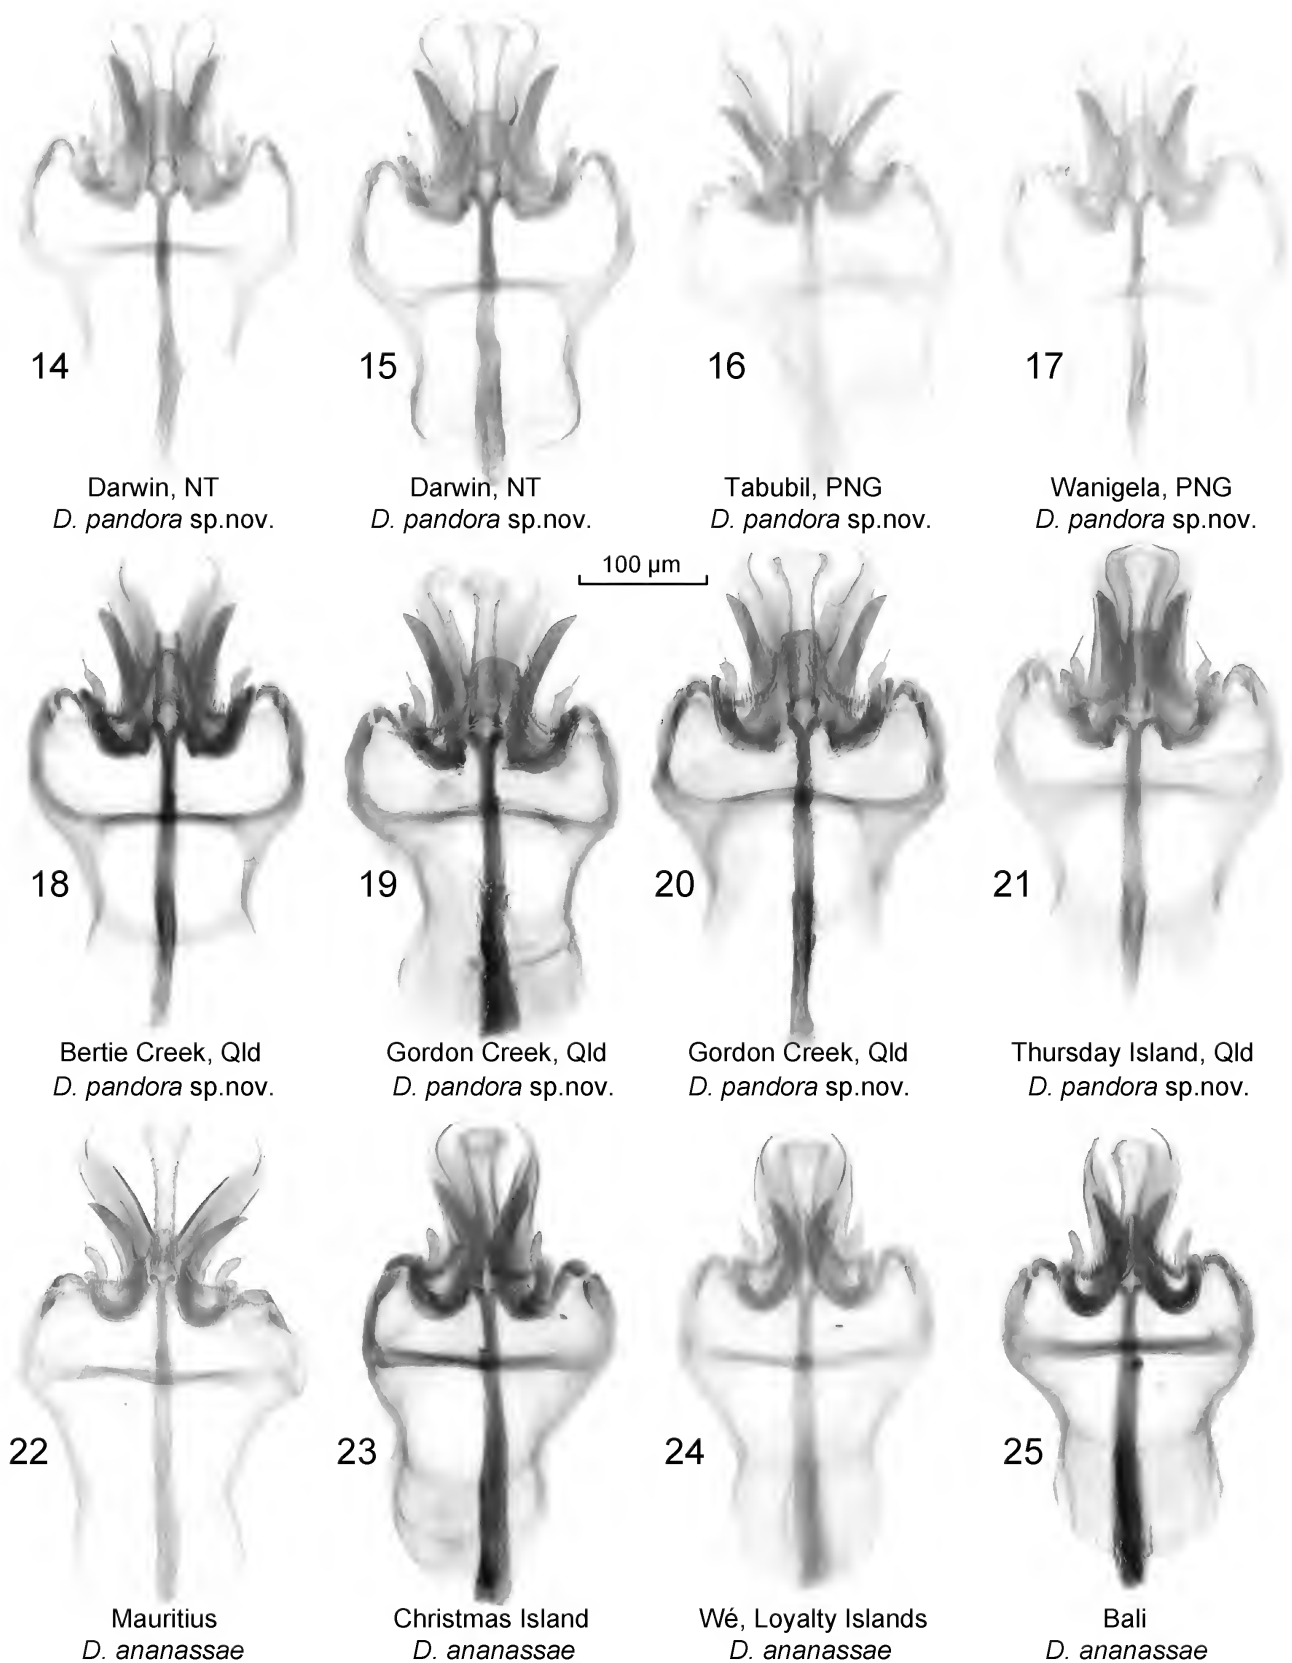 14
15
16
17
Darwin, NT
D. pandora sp.nov.
Darwin, NT
D. pandora sp.nov.
Tabubil, PNG
D. pandora sp.nov.
Wanigela, PNG
D. pandora sp.nov.
100 µm
18
19
20
21
Bertie Creek, Qld
D. pandora sp.nov.
Gordon Creek, Qld
D. pandora sp.nov.
Gordon Creek, Qld
D. pandora sp.nov.
Thursday Island, Qld
D. pandora sp.nov.
22
23
24
25
Mauritius
D. ananassae
Christmas Island
D. ananassae
Wé, Loyalty Islands
D. ananassae
Bali
D. ananassae